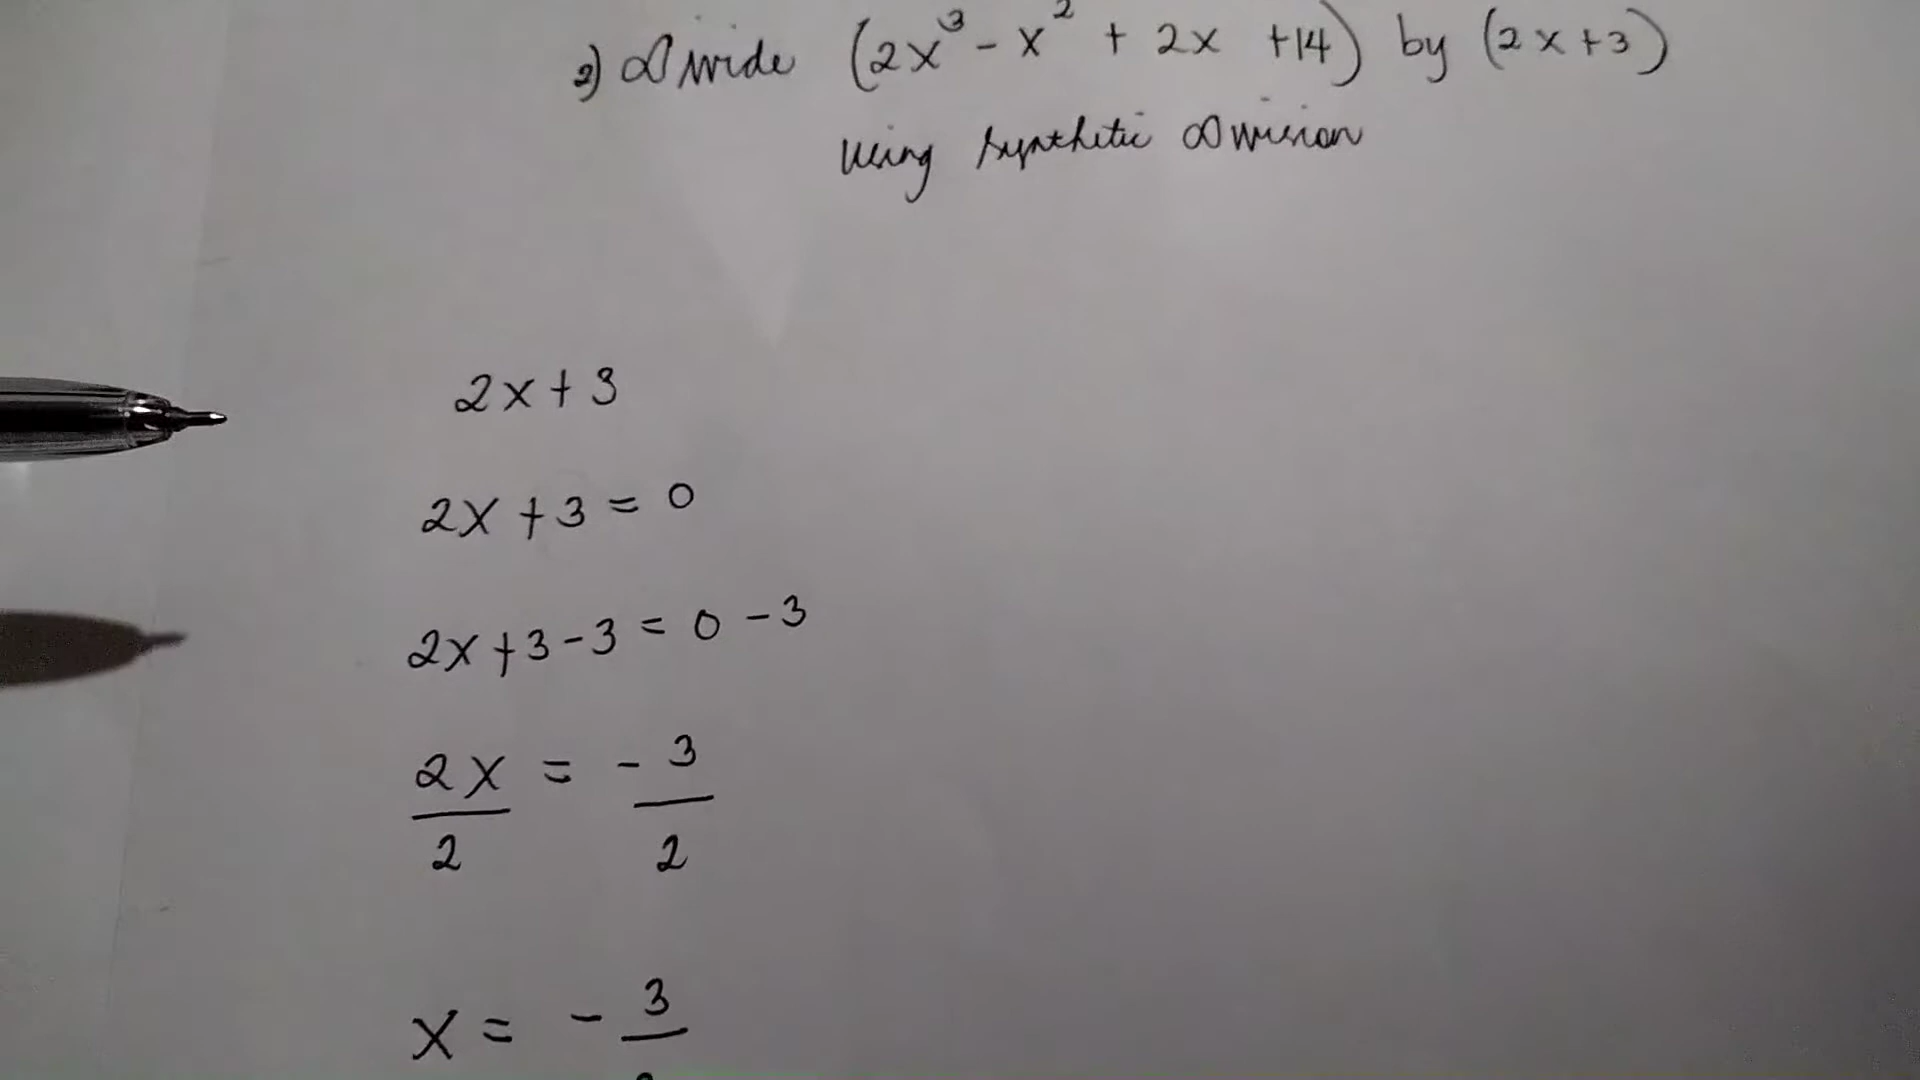 2) Divide (2x³ - x² + 2x + 14) by (2x+3)
using synthetic Division
2x + 3
2x + 3 = 0
2x + 3 - 3 = 0 - 3
2x/2 = -3/2
x = -3/